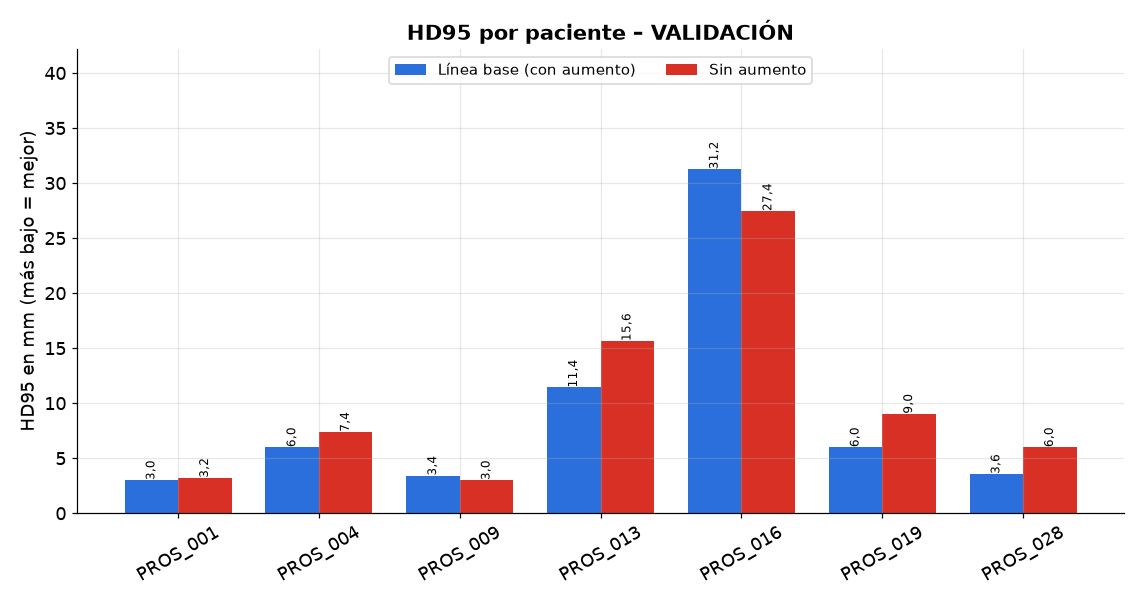 HD95 por paciente – VALIDACIÓN
Línea base (con aumento) Sin aumento
HD95 en mm (más bajo = mejor)
40
35
30
25
20
15
10
5
0
3,0 3,2 6,0 7,4 3,4 3,0 11,4 15,6 31,2 27,4 6,0 9,0 3,6 6,0
PROS_001 PROS_004 PROS_009 PROS_013 PROS_016 PROS_019 PROS_028